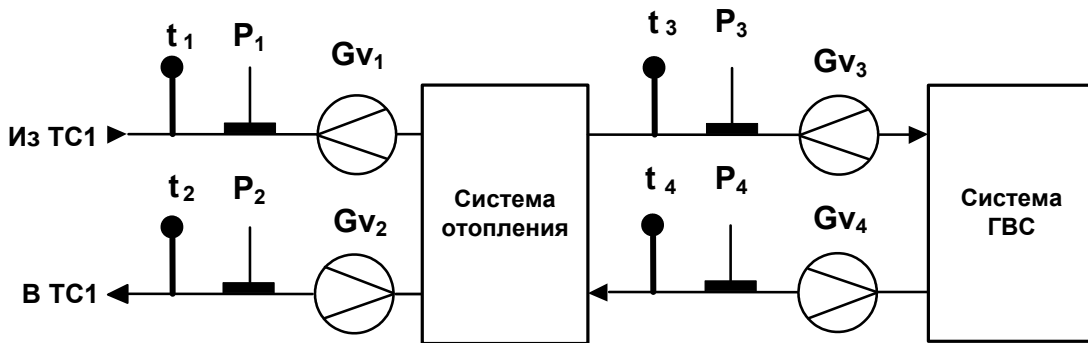 t 1 P1 Gv1 t 3 P3 Gv3
Из ТС1
t 2 P2 Gv2 Система отопления t 4 P4 Gv4 Система ГВС
В ТС1